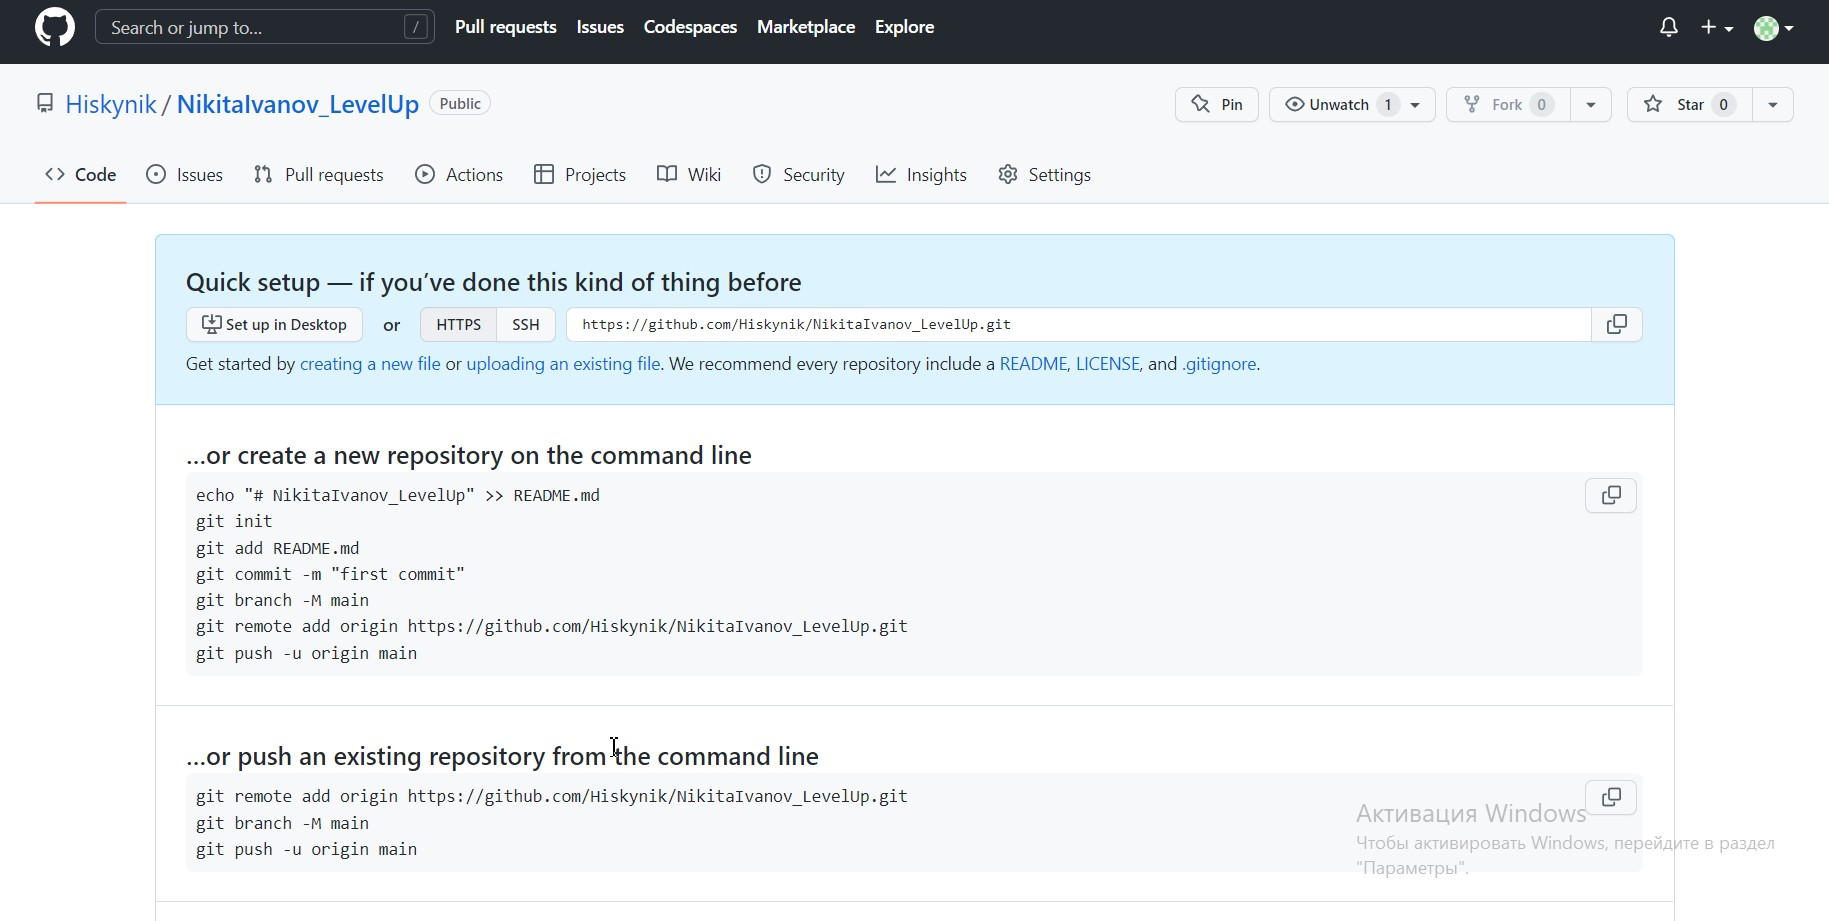 Search or jump to... /
Pull requests Issues Codespaces Marketplace Explore
Hiskynik / NikitaIvanov_LevelUp Public
Pin Unwatch 1 Fork 0 Star 0
Code Issues Pull requests Actions Projects Wiki Security Insights Settings
Quick setup — if you’ve done this kind of thing before
Set up in Desktop or HTTPS SSH https://github.com/Hiskynik/NikitaIvanov_LevelUp.git
Get started by creating a new file or uploading an existing file. We recommend every repository include a README, LICENSE, and .gitignore.
…or create a new repository on the command line
echo "# NikitaIvanov_LevelUp" >> README.md
git init
git add README.md
git commit -m "first commit"
git branch -M main
git remote add origin https://github.com/Hiskynik/NikitaIvanov_LevelUp.git
git push -u origin main
…or push an existing repository from the command line
git remote add origin https://github.com/Hiskynik/NikitaIvanov_LevelUp.git
git branch -M main
git push -u origin main
Активация Windows
Чтобы активировать Windows, перейдите в раздел
"Параметры".